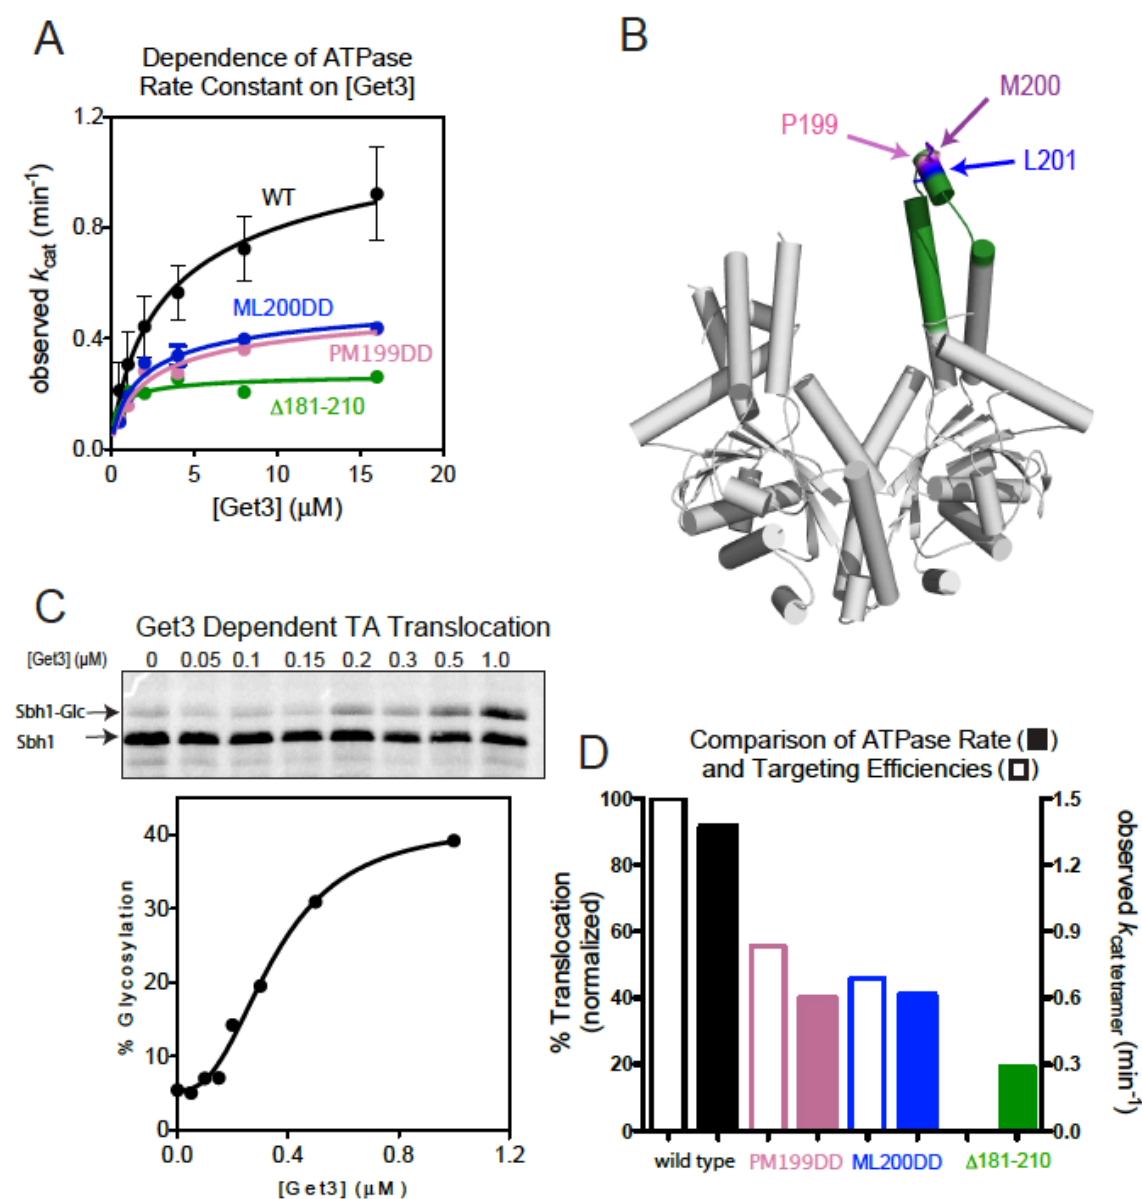 A
Dependence of ATPase
Rate Constant on [Get3]
observed kcat (min-1)
1.2
0.8
0.4
0.0
WT
ML200DD
PM199DD
Δ181-210
0 5 10 15 20
[Get3] (μM)
B
M200
P199
L201
C
Get3 Dependent TA Translocation
[Get3] (μM) 0 0.05 0.1 0.15 0.2 0.3 0.5 1.0
Sbh1-Glc
Sbh1
% Glycosylation
40
30
20
10
0
0.0 0.4 0.8 1.2
[Get3] (μM)
D
Comparison of ATPase Rate (■)
and Targeting Efficiencies (□)
% Translocation
(normalized)
100
80
60
40
20
0
1.5
1.2
0.9
0.6
0.3
0.0
observed kcat tetramer (min-1)
wild type PM199DD ML200DD Δ181-210